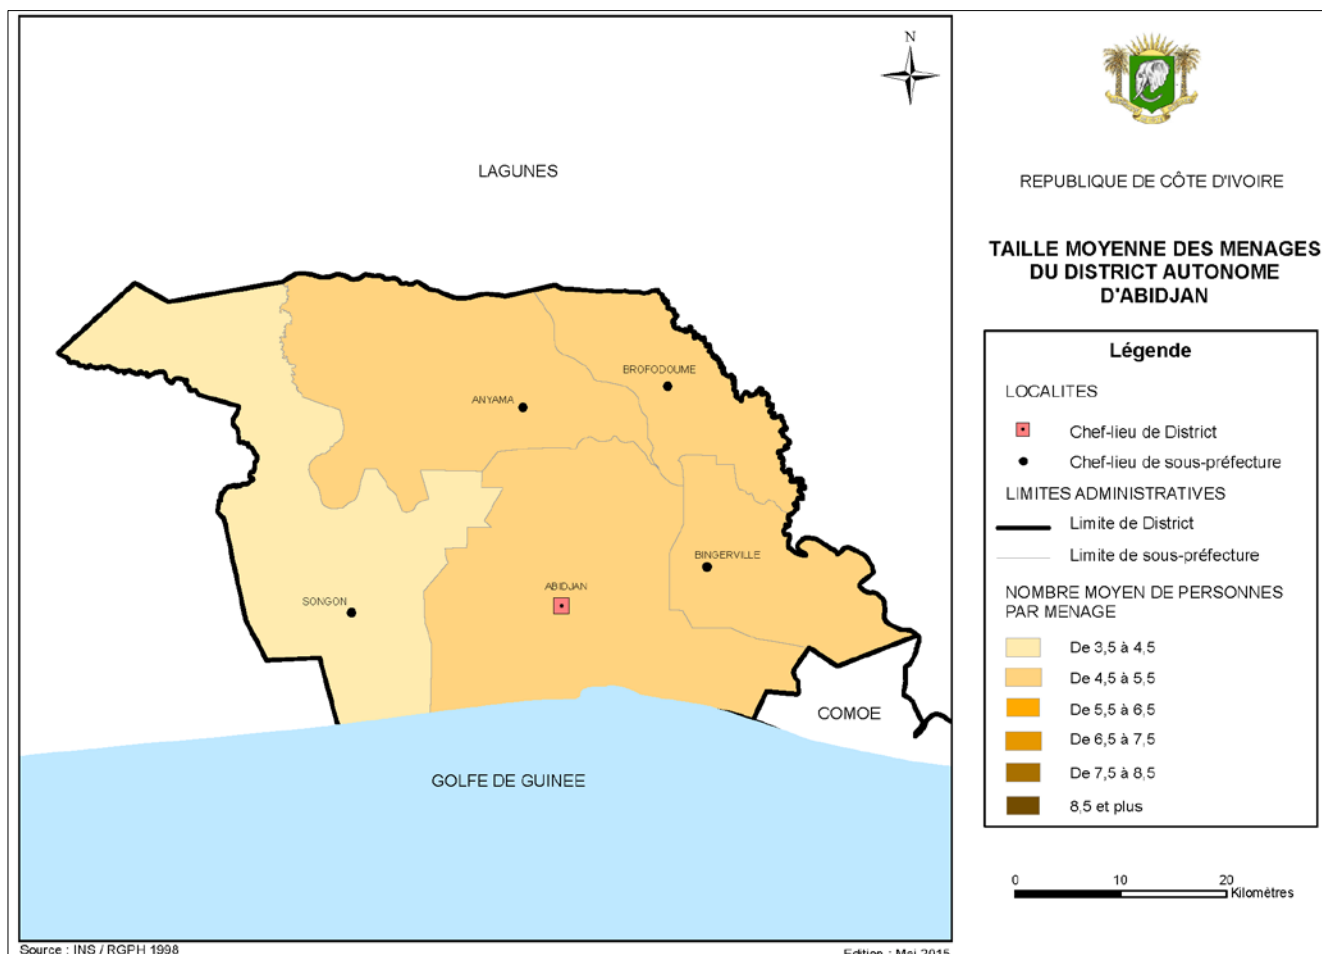 N
LAGUNES
BROFODOUME
ANYAMA
BINGERVILLE
ABIDJAN
SONGON
COMOE
GOLFE DE GUINEE
Source : INS / RGPH 1998
Edition : Mai 2015
REPUBLIQUE DE CÔTE D'IVOIRE
TAILLE MOYENNE DES MENAGES
DU DISTRICT AUTONOME
D'ABIDJAN
Légende
LOCALITES
Chef-lieu de District
Chef-lieu de sous-préfecture
LIMITES ADMINISTRATIVES
Limite de District
Limite de sous-préfecture
NOMBRE MOYEN DE PERSONNES
PAR MENAGE
De 3,5 à 4,5
De 4,5 à 5,5
De 5,5 à 6,5
De 6,5 à 7,5
De 7,5 à 8,5
8,5 et plus
0 10 20
Kilomètres